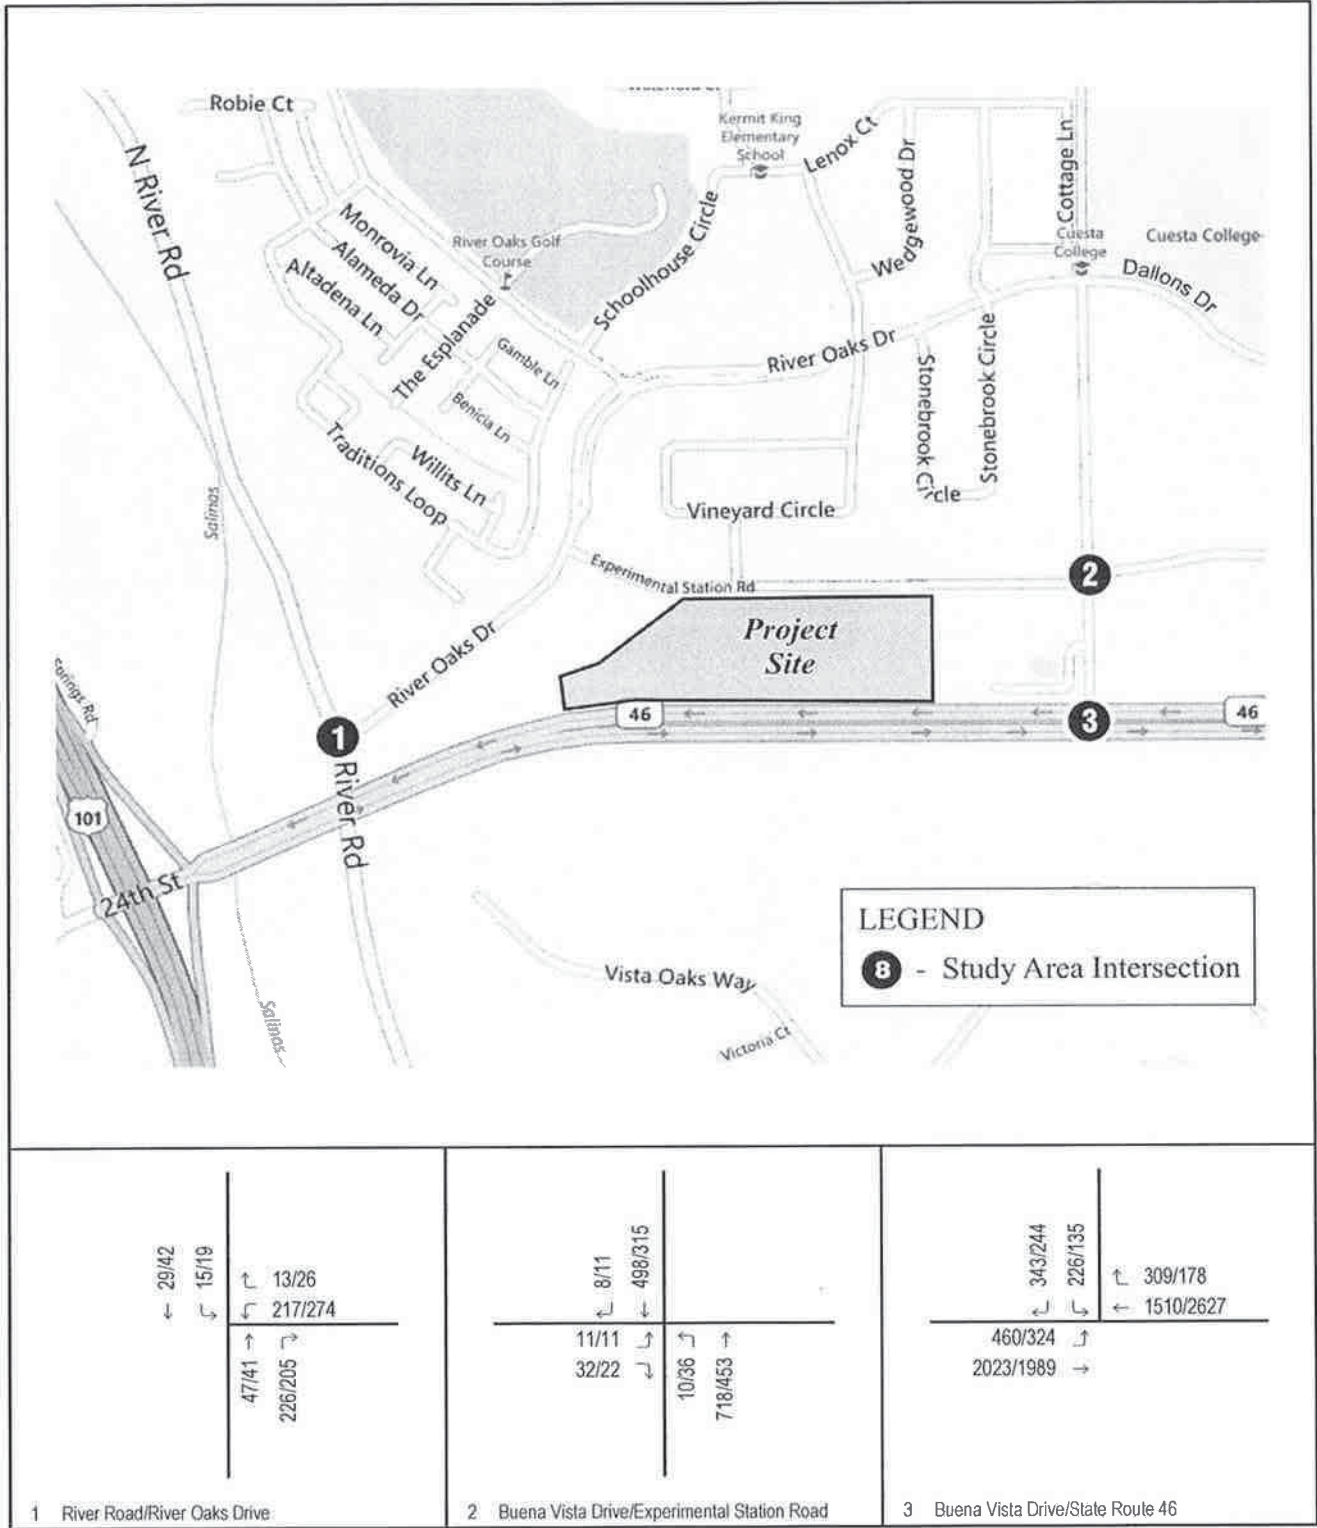 Robie Ct
Kermit King
Elementary
School
Lenox Ct
Wedgewood Dr
Cottage Ln
N River Rd
Monrovia Ln
Alameda Dr
Altadena Ln
River Oaks Golf
Course
Schoolhouse Circle
Cuesta
College
Cuesta College
Dallons Dr
The Esplanade
Gamble Ln
Benicia Ln
River Oaks Dr
Stonebrook Circle
Stonebrook Circle
Traditions Loop
Willits Ln
Vineyard Circle
Salinas
Experimental Station Rd
2
Project
Site
River Oaks Dr
Springs Rd
1
46
3
46
River Rd
101
24th St
Salinas
Vista Oaks Way
Victoria Ct
LEGEND
8 - Study Area Intersection
← 29/42
15/19
13/26
217/274
47/41 →
226/205
1 River Road/River Oaks Drive
8/11
← 498/315
11/11
32/22
10/36
718/453 →
2 Buena Vista Drive/Experimental Station Road
343/244
226/135
309/178
← 1510/2627
460/324
2023/1989 →
3 Buena Vista Drive/State Route 46